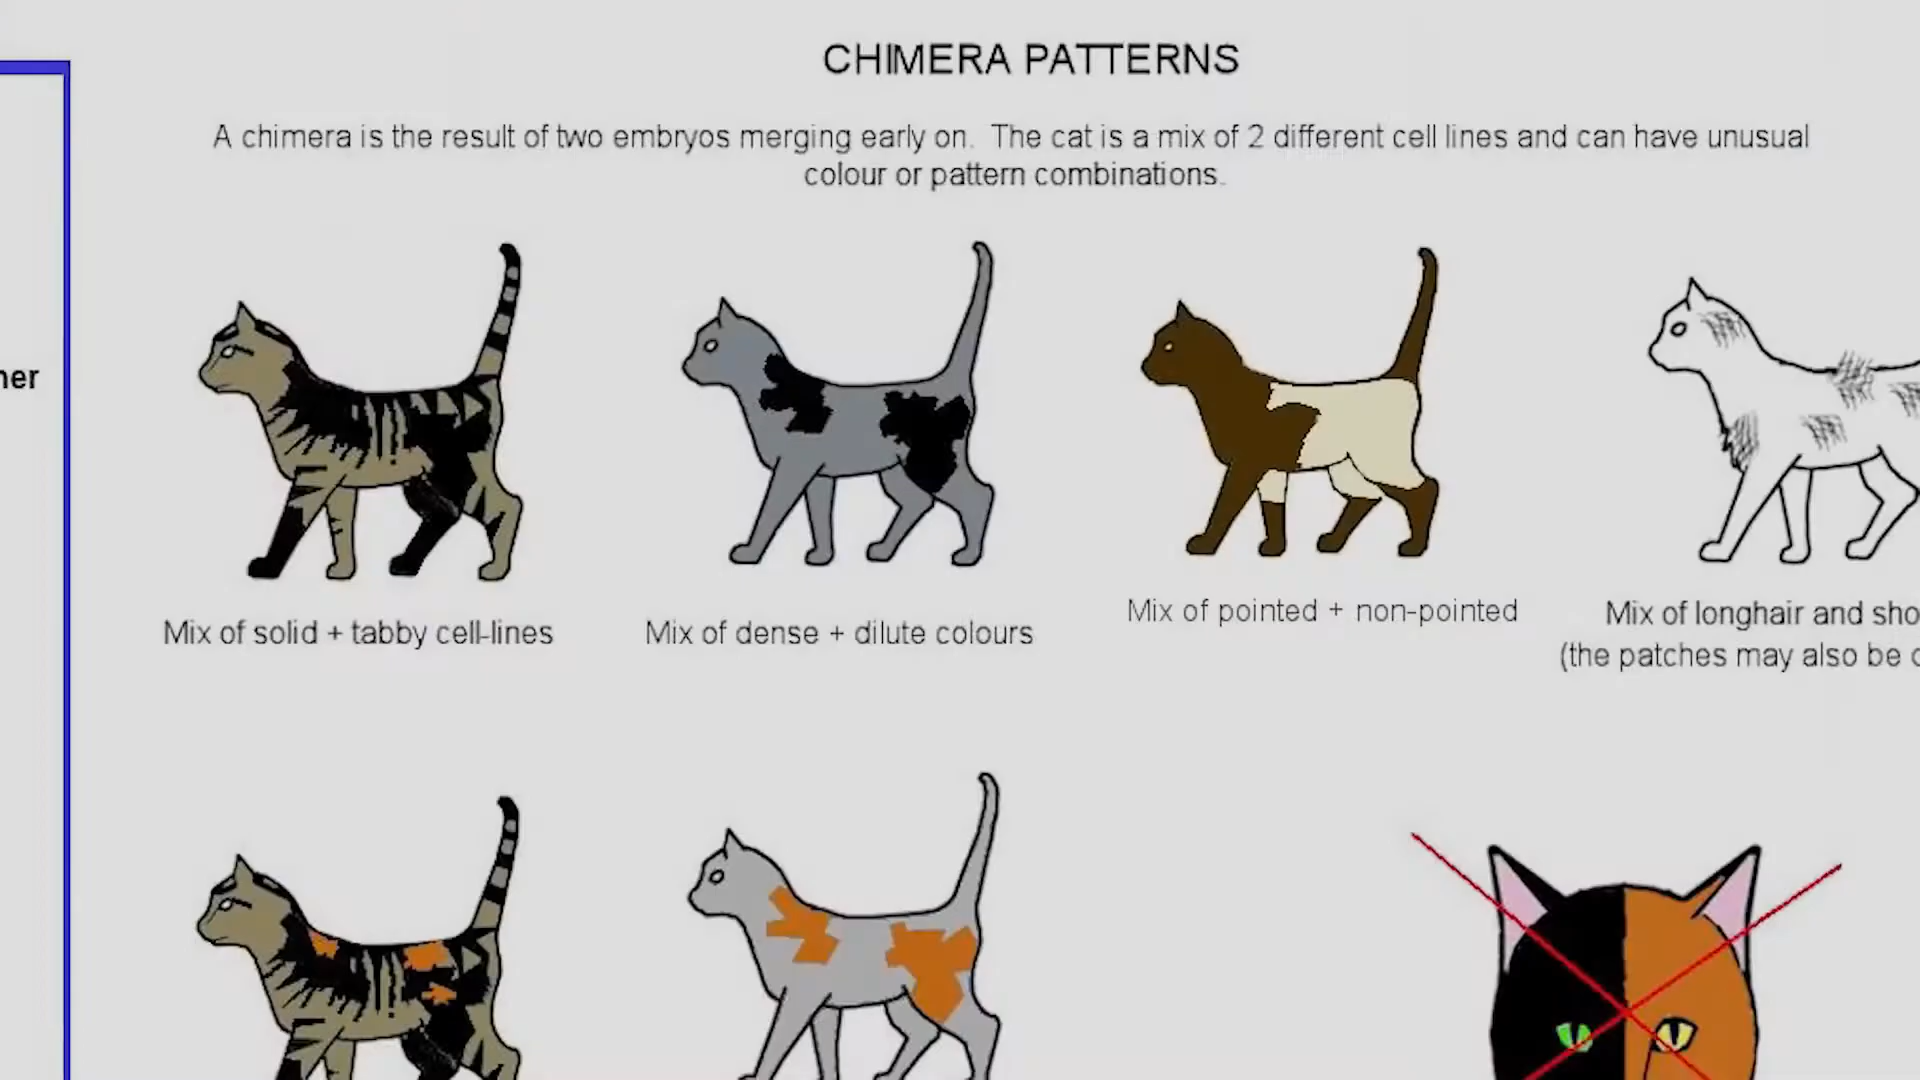 CHIMERA PATTERNS
A chimera is the result of two embryos merging early on. The cat is a mix of 2 different cell lines and can have unusual
colour or pattern combinations.
Mix of solid + tabby cell-lines
Mix of dense + dilute colours
Mix of pointed + non-pointed
Mix of longhair and
(the patches may also be